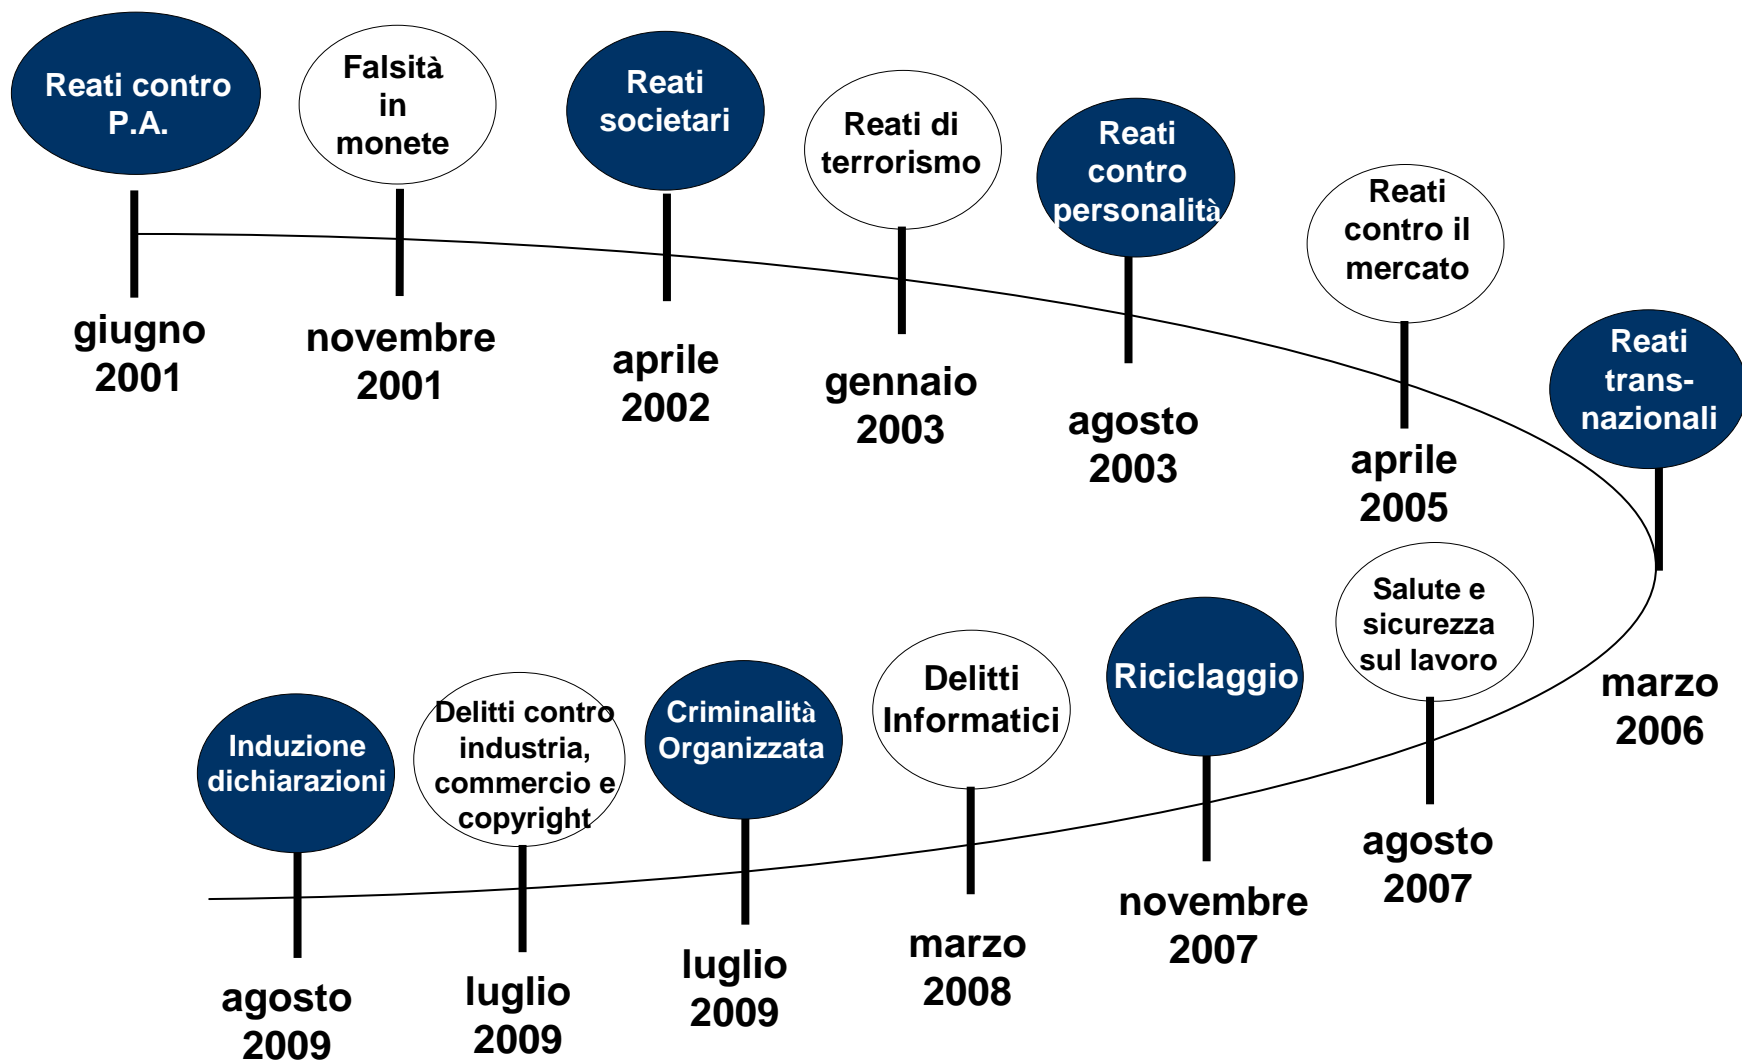 Reati contro
P.A.
giugno
2001
Falsità
in
monete
novembre
2001
Reati
societari
aprile
2002
Reati di
terrorismo
gennaio
2003
Reati
contro
personalità
agosto
2003
Reati
contro il
mercato
aprile
2005
Reati
trans-
nazionali
marzo
2006
Salute e
sicurezza
sul lavoro
agosto
2007
Riciclaggio
novembre
2007
Delitti
Informatici
marzo
2008
Criminalità
Organizzata
luglio
2009
Delitti contro
industria,
commercio e
copyright
luglio
2009
Induzione
dichiarazioni
agosto
2009